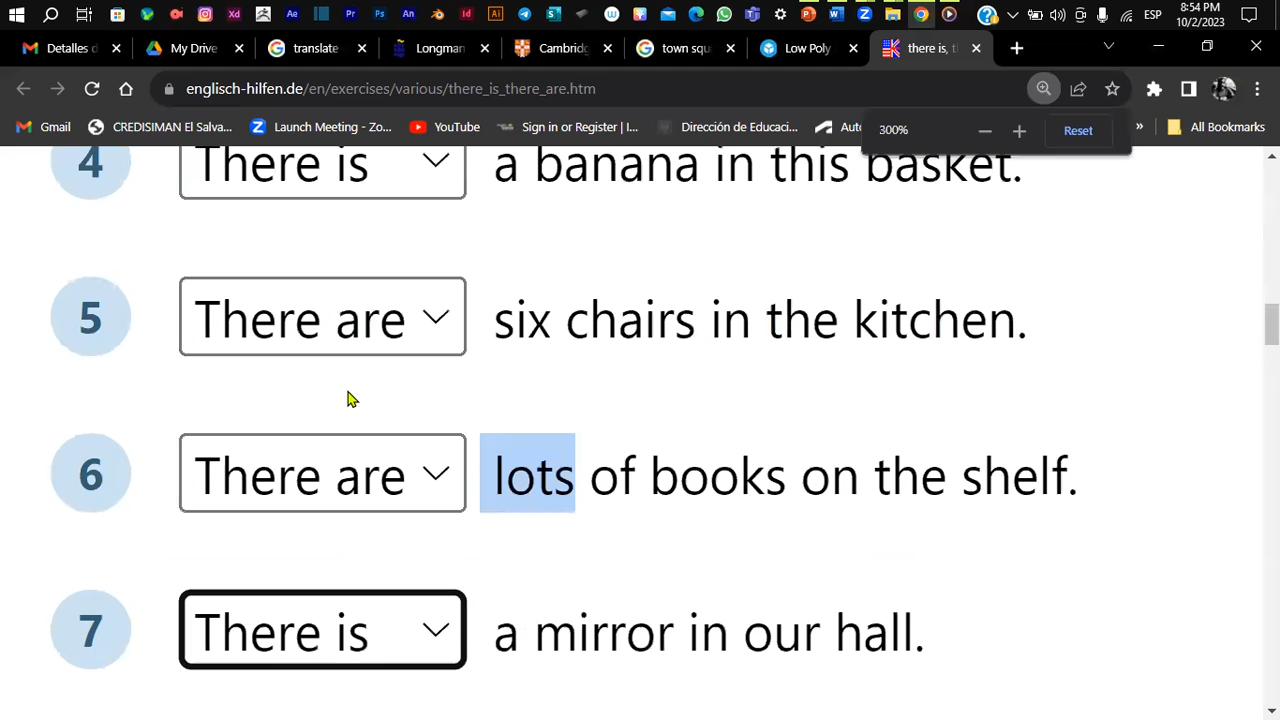 8:54 PM
ESP
10/2/2023
Detalles d
My Drive
translate
Longman
Cambridg
town squ
Low Poly
there is, t
englisch-hilfen.de/en/exercises/various/there_is_there_are.htm
Gmail
CREDISIMAN El Salva...
Launch Meeting - Zo...
YouTube
Sign in or Register | I...
Dirección de Educaci...
Auto
»
All Bookmarks
300%
Reset
4 There is a banana in this basket.
5 There are six chairs in the kitchen.
6 There are lots of books on the shelf.
7 There is a mirror in our hall.